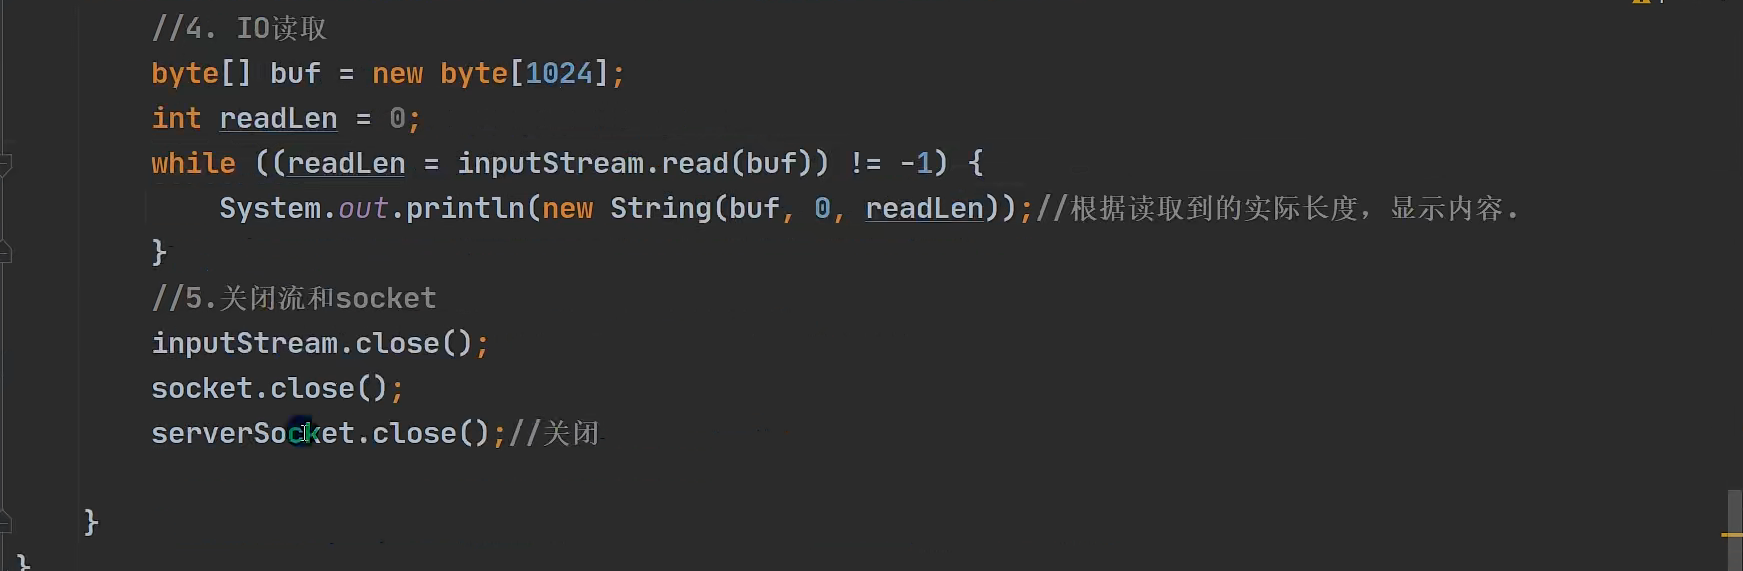 //4. IO读取
byte[] buf = new byte[1024];
int readLen = 0;
while ((readLen = inputStream.read(buf)) != -1) {
System.out.println(new String(buf, 0, readLen));//根据读取到的实际长度，显示内容.
}
//5.关闭流和socket
inputStream.close();
socket.close();
serverSocket.close();//关闭
}
}